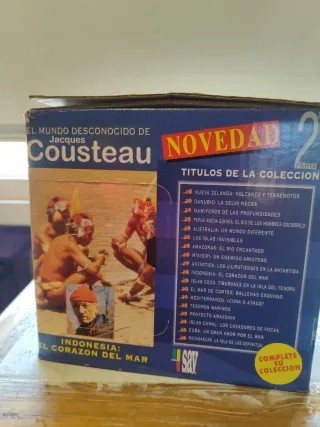 EL MUNDO DESCONOCIDO DE
Jacques
Cousteau
NOVEDAD
2
TITULOS DE LA COLECCION
NUEVA ZELANDA: VOLCANES Y TERREMOTOS
DANUBIO: LA SELVA NEGRA
MAMIFEROS DE LAS PROFUNDIDADES
PAPUA NUEVA GUINEA: EL RIO DE LOS HOMBRES COCODRILO
AUSTRALIA: UN MUNDO DIFERENTE
LAS ISLAS INVISIBLES
AMAZONAS: EL RIO ENCANTADO
MISISIPI: UN ENEMIGO AMISTOSO
ANTARTIDA: LILIPUTIENSES EN LA ANTARTIDA
INDONESIA: EL CORAZON DEL MAR
ISLAS COCO: TIBURONES EN LA ISLA DEL TESORO
EL MAR DE CORTES, BALLENAS ESQUIVAS
MEDITERRANEO: ¿CUNA O ATAUD?
TESOROS MARINOS
PROYECTO AMAZONIA
ISLAS CANAL: LOS CAZADORES DE FOCAS
CUBA: UN GRAN AMOR POR EL MAR
MADAGASCAR: LA ISLA DE LOS ESPIRITUS
INDONESIA:
EL CORAZON DEL MAR
sav
COMPLETE
SU
COLECCION